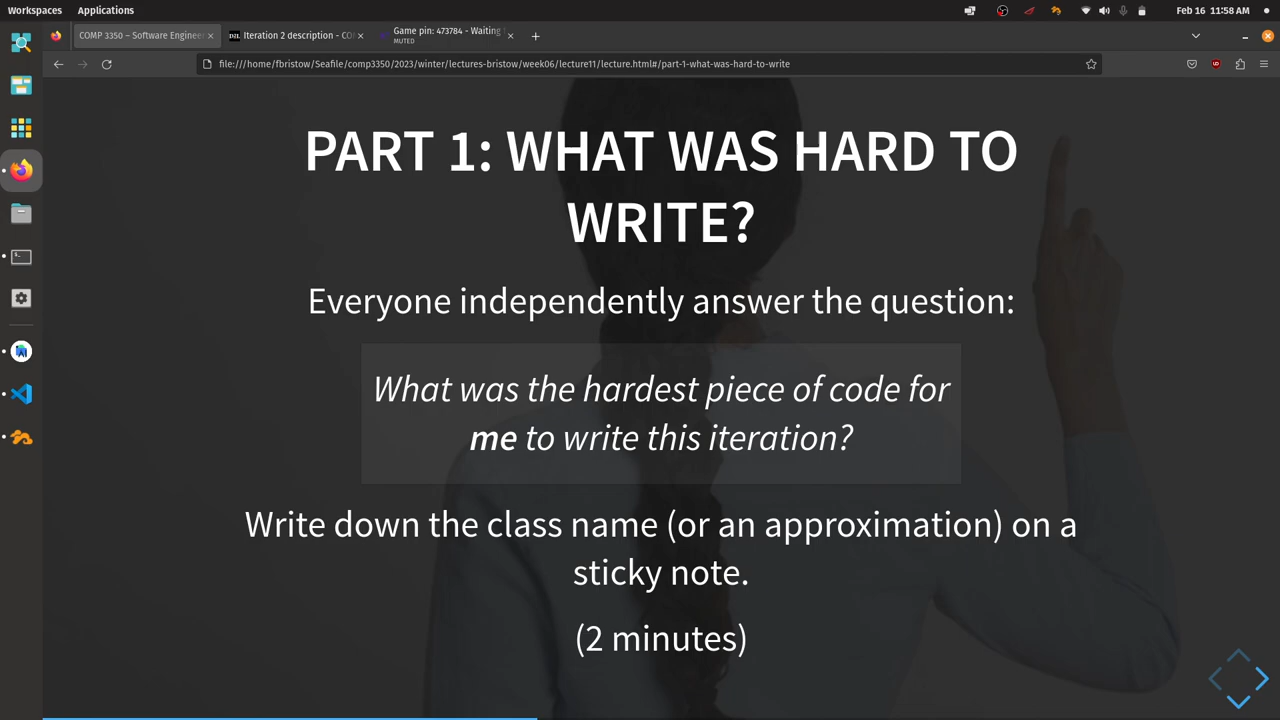 Workspaces Applications
Feb 16 11:58 AM
COMP 3350 – Software Enginee
D2L Iteration 2 description - CO
Game pin: 473784 - Waiting
MUTED
file:///home/fbristow/Seafile/comp3350/2023/winter/lectures-bristow/week06/lecture11/lecture.html#/part-1-what-was-hard-to-write
PART 1: WHAT WAS HARD TO
WRITE?
Everyone independently answer the question:
What was the hardest piece of code for
me to write this iteration?
Write down the class name (or an approximation) on a
sticky note.
(2 minutes)